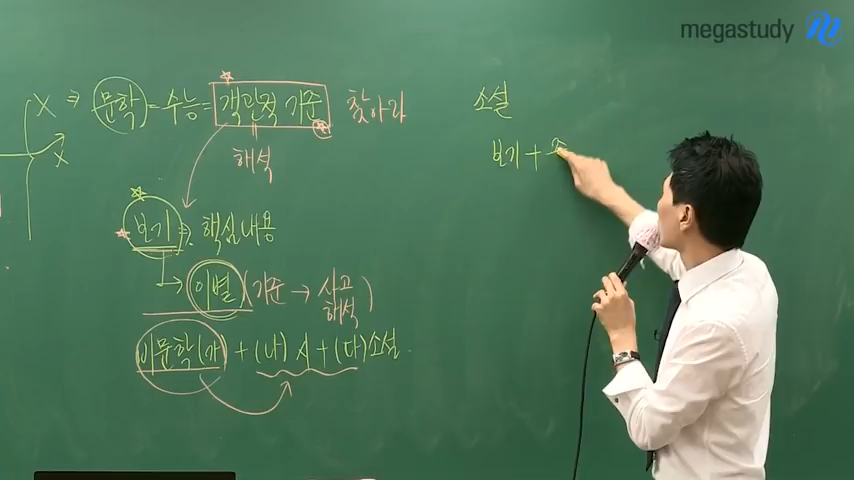 megastudy
X ⇒ 문학 = 수능 = 객관적 기준 찾아라
X
해석
보기 ⇒ 핵심내용
이별 (기준 → 사고
해석)
비문학(가) + (나) 시 + (다) 소설
소설
보기 +